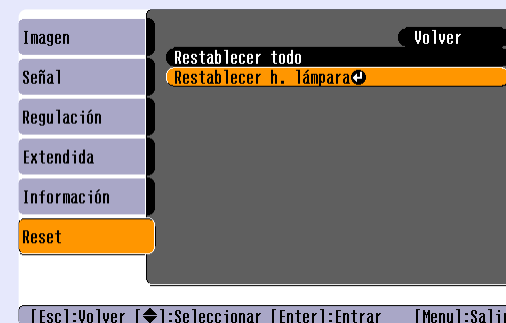 Imagen
Señal
Regulación
Extendida
Información
Reset
Volver
Restablecer todo
Restablecer h. lámpara
[Esc]:Volver [◆]:Seleccionar [Enter]:Entrar [Menu]:Salir